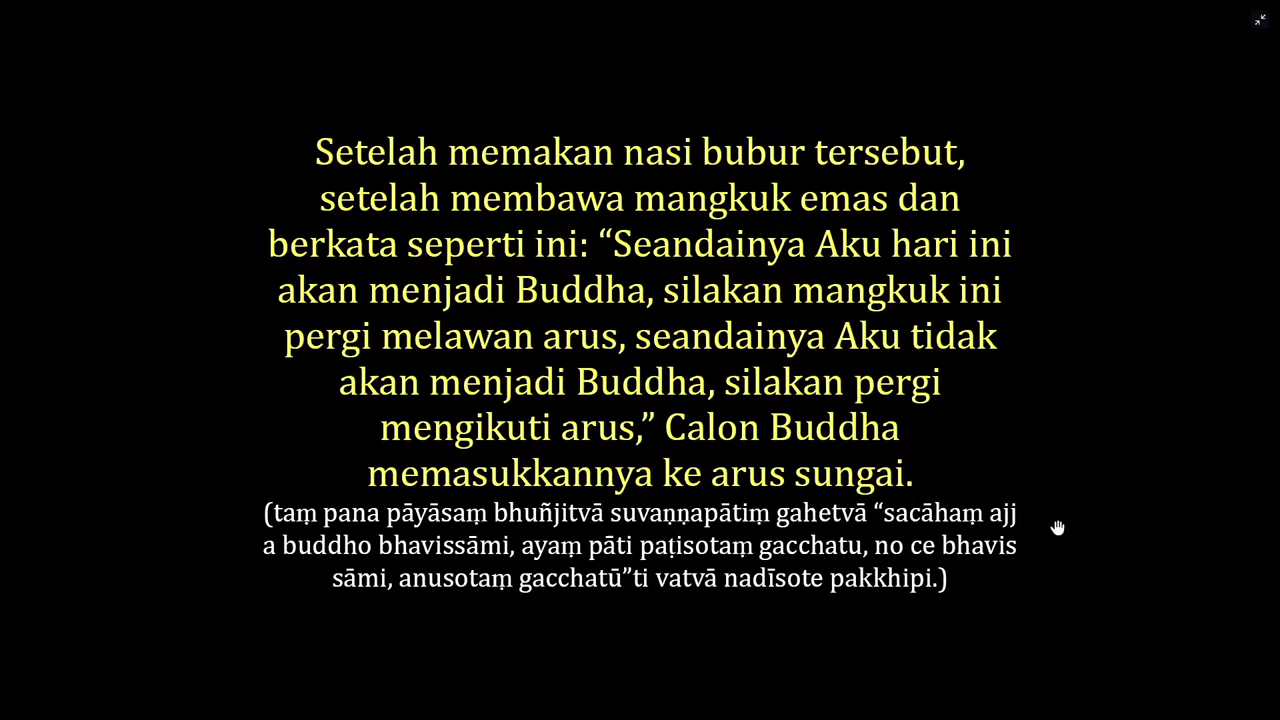 Setelah memakan nasi bubur tersebut,
setelah membawa mangkuk emas dan
berkata seperti ini: “Seandainya Aku hari ini
akan menjadi Buddha, silakan mangkuk ini
pergi melawan arus, seandainya Aku tidak
akan menjadi Buddha, silakan pergi
mengikuti arus,” Calon Buddha
memasukkannya ke arus sungai.
(taṃ pana pāyāsaṃ bhuñjitvā suvaṇṇapātiṃ gahetvā “sacāhaṃ ajj
a buddho bhavissāmi, ayaṃ pāti paṭisotaṃ gacchatu, no ce bhavis
sāmi, anusotaṃ gacchatū”ti vatvā nadīsote pakkhipi.)